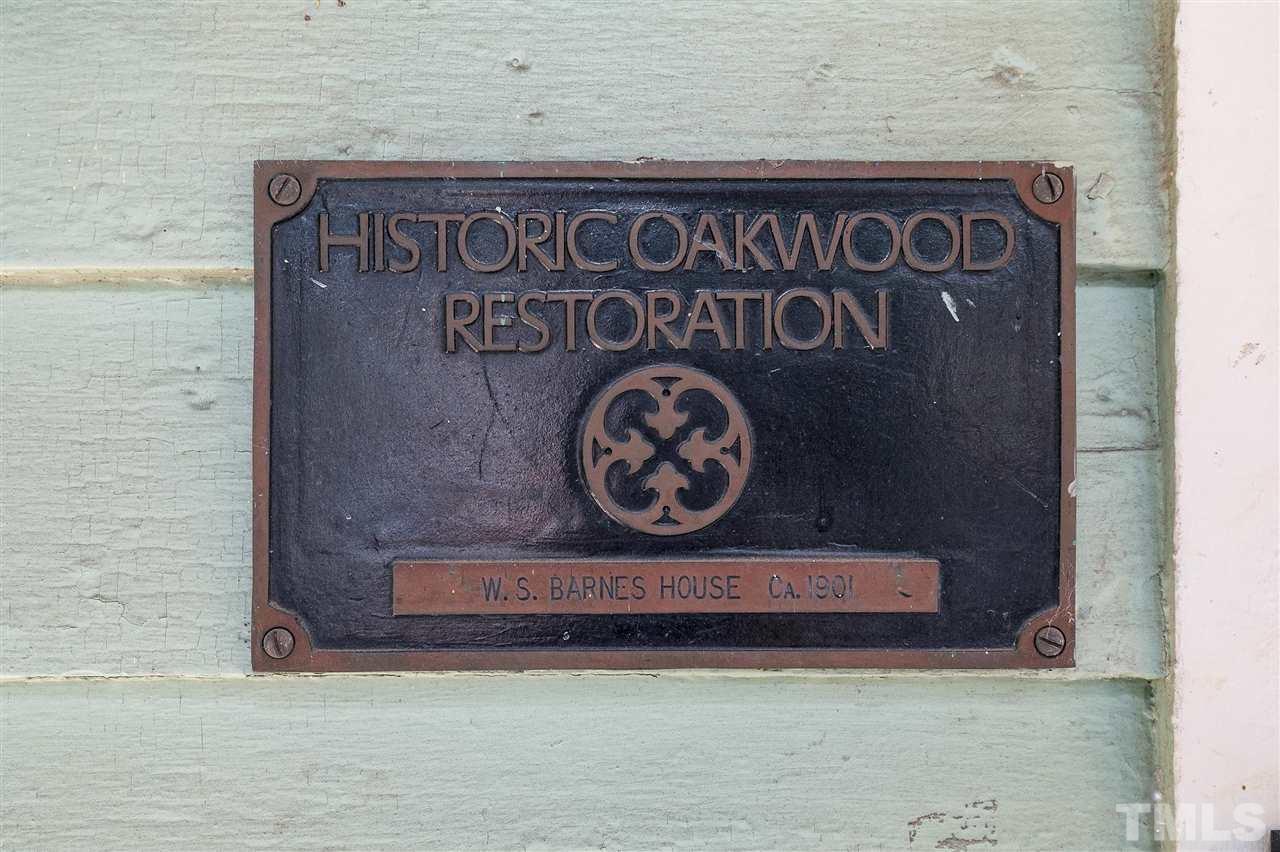 HISTORIC OAKWOOD
RESTORATION
W. S. BARNES HOUSE CA. 1901
TMLS